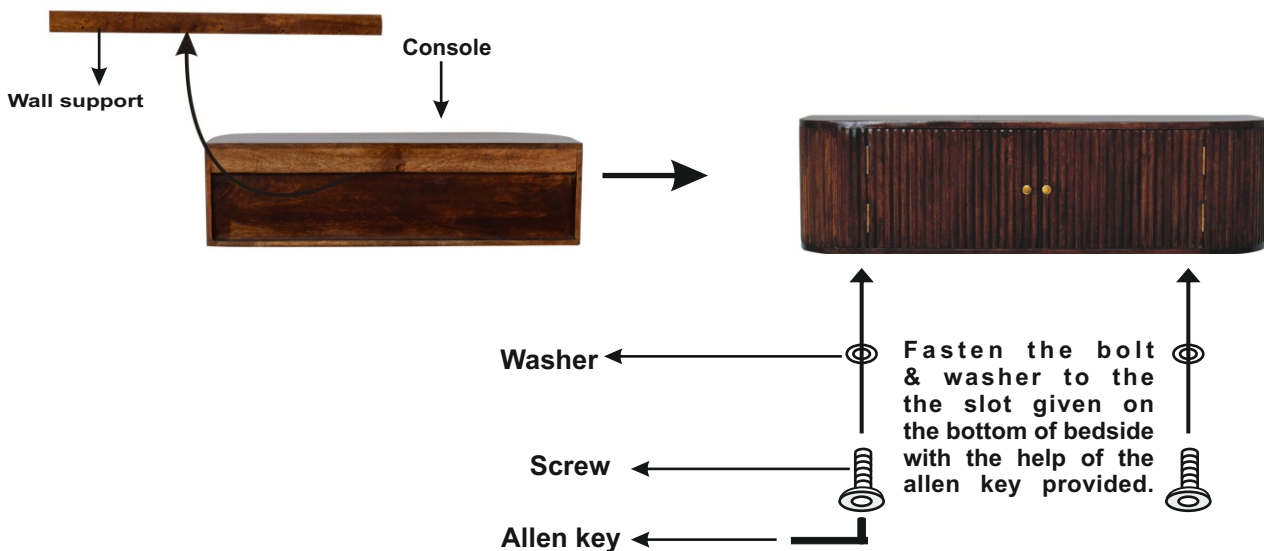 Console
Wall support
Washer
Fasten the bolt
& washer to the
the slot given on
the bottom of bedside
with the help of the
allen key provided.
Screw
Allen key